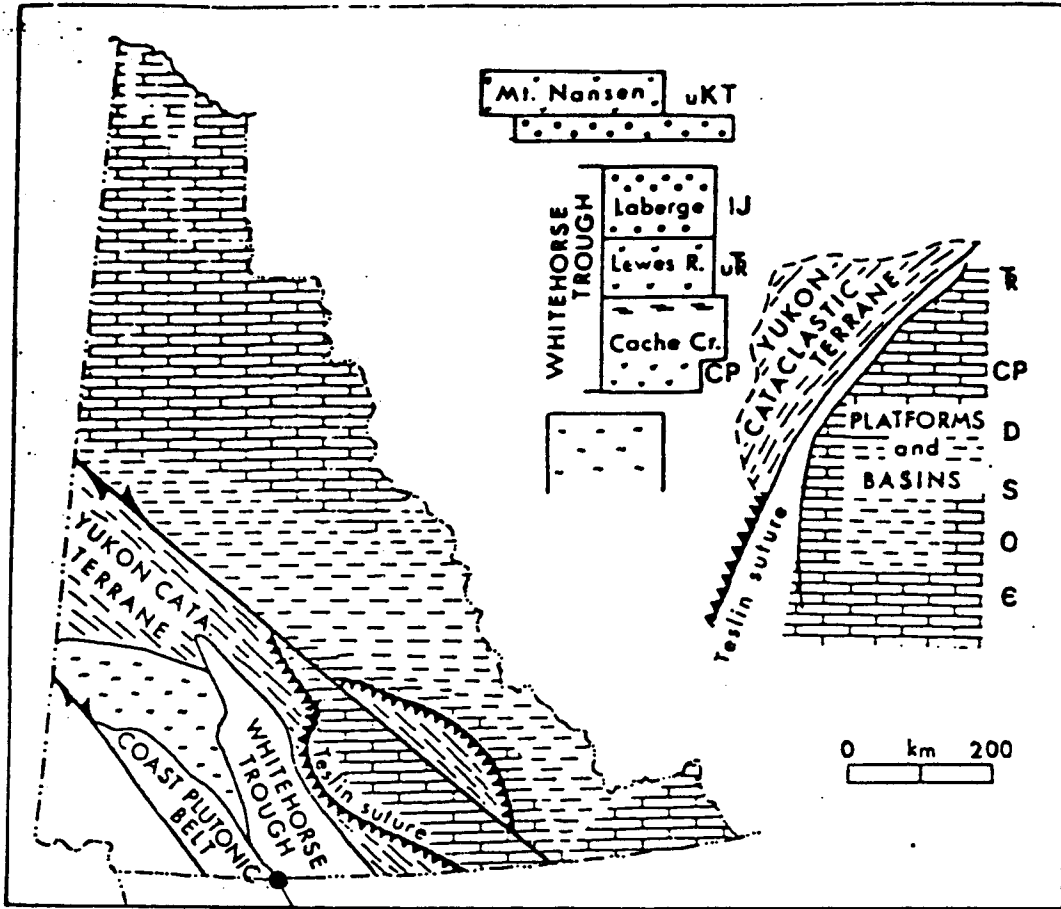 Mt. Nansen
uKT
WHITEHORSE
TROUGH
Laberge
lJ
Lewes R.
uTR
Cache Cr.
CP
YUKON
CATACLASTIC
TERRANE
TR
CP
PLATFORMS
and
BASINS
D
S
O
Є
Teslin suture
YUKON CATA
TERRANE
WHITEHORSE
TROUGH
COAST PLUTONIC
BELT
Teslin suture
0 km 200